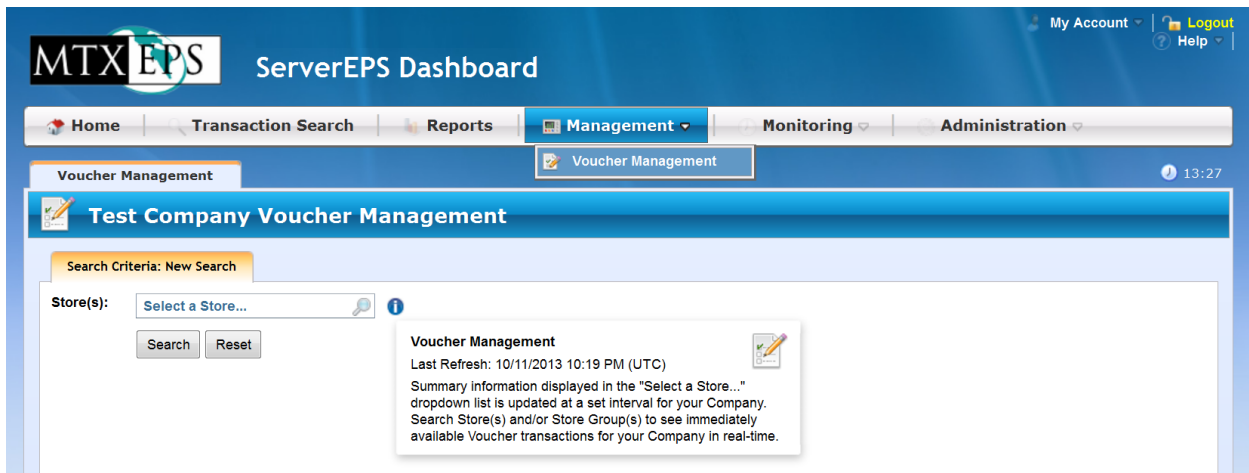 My Account
Logout
Help
MTX EPS
ServerEPS Dashboard
Home
Transaction Search
Reports
Management
Monitoring
Administration
Voucher Management
Voucher Management
13:27
Test Company Voucher Management
Search Criteria: New Search
Store(s):
Select a Store...
Search
Reset
Voucher Management
Last Refresh: 10/11/2013 10:19 PM (UTC)
Summary information displayed in the "Select a Store..."
dropdown list is updated at a set interval for your Company.
Search Store(s) and/or Store Group(s) to see immediately
available Voucher transactions for your Company in real-time.